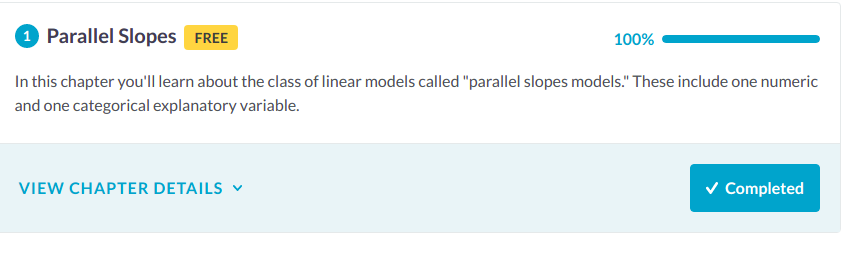 1 Parallel Slopes FREE 100%
In this chapter you'll learn about the class of linear models called "parallel slopes models." These include one numeric
and one categorical explanatory variable.
VIEW CHAPTER DETAILS Completed